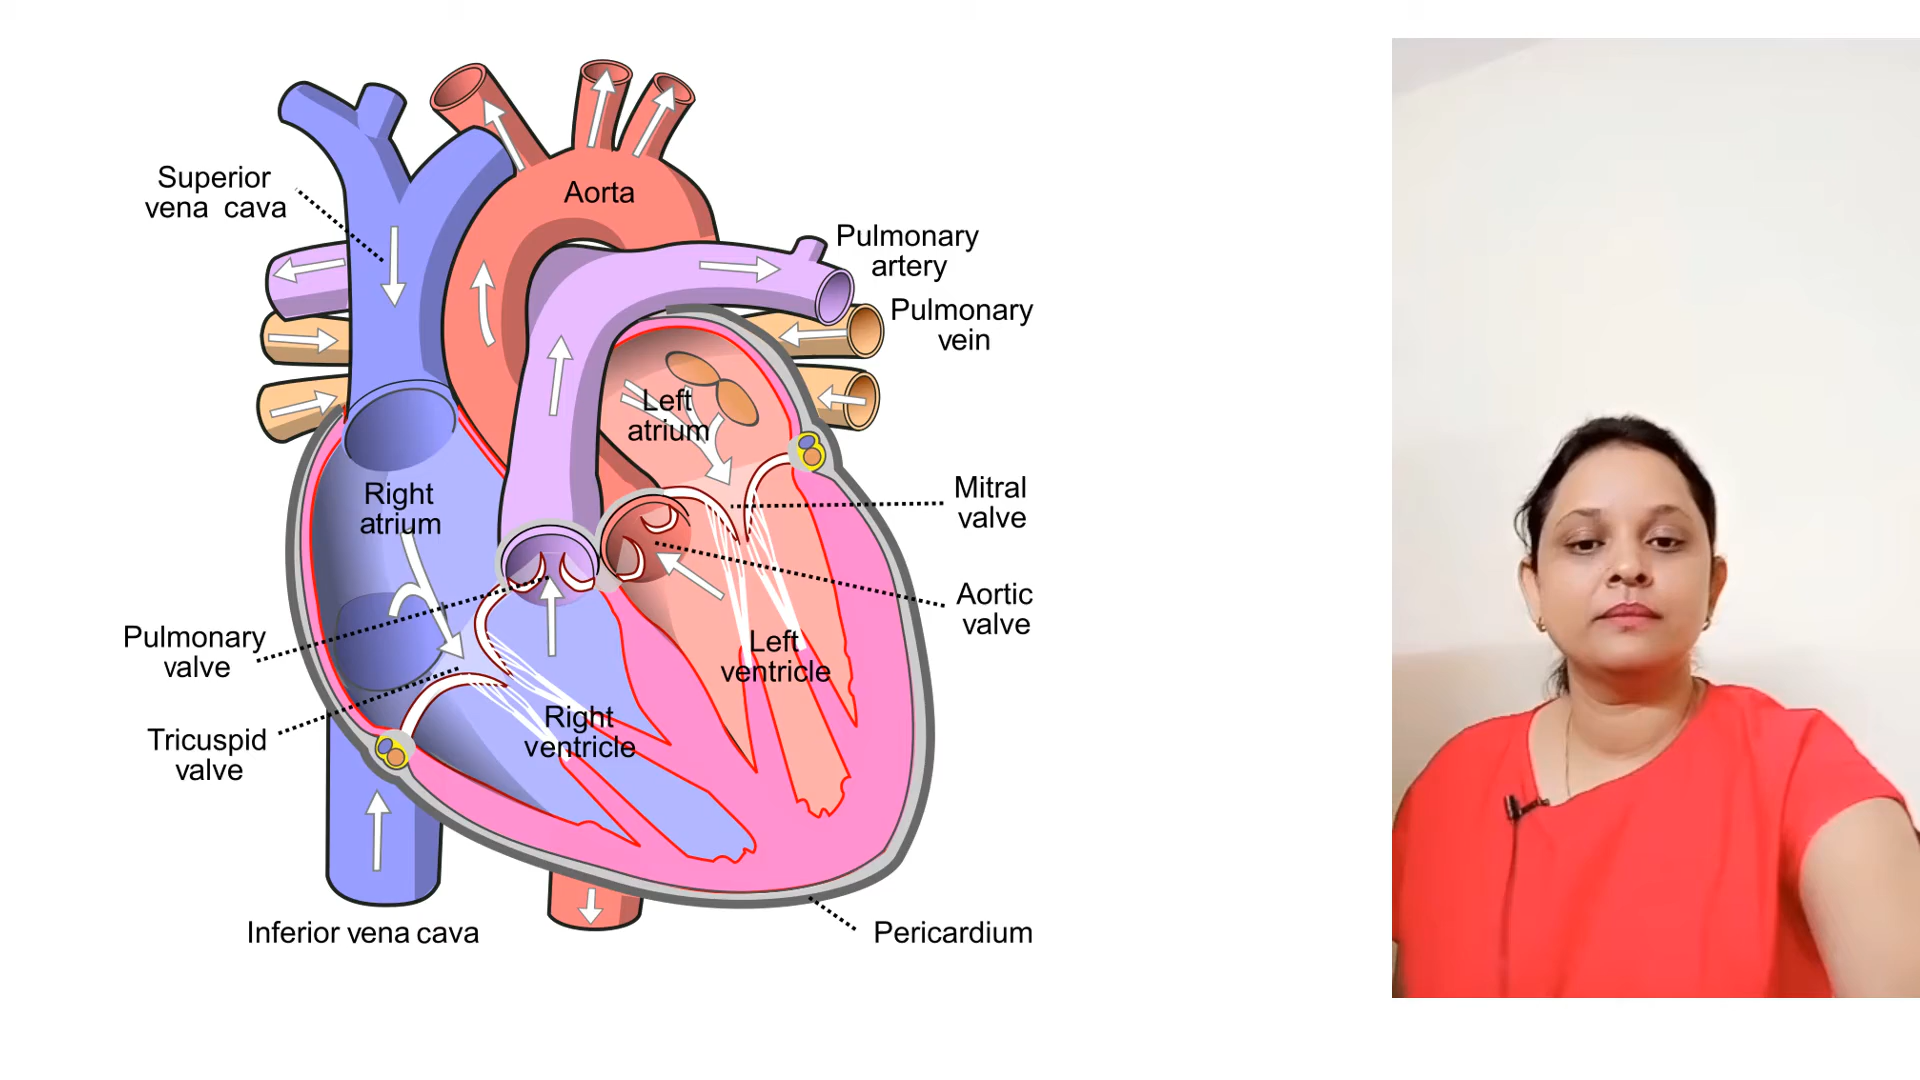 Superior
vena cava
Aorta
Pulmonary
artery
Pulmonary
vein
Left
atrium
Right
atrium
Mitral
valve
Aortic
valve
Pulmonary
valve
Left
ventricle
Tricuspid
valve
Right
ventricle
Inferior vena cava
Pericardium